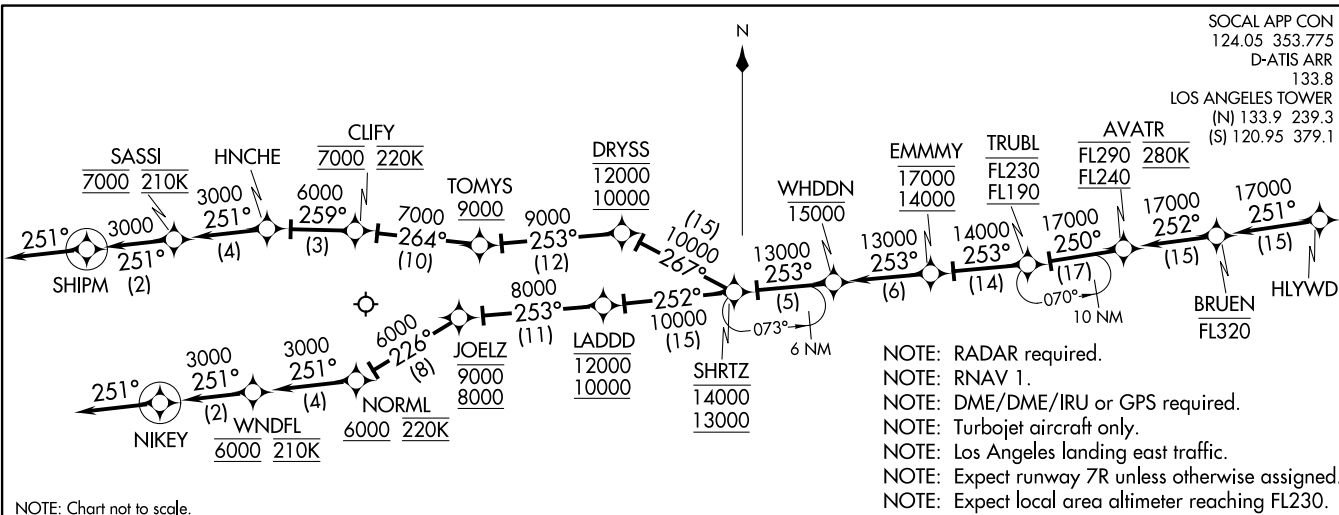 SOCAL APP CON
124.05 353.775
D-ATIS ARR
133.8
LOS ANGELES TOWER
(N) 133.9 239.3
(S) 120.95 379.1
N
SASSI
7000 210K
HNCHE
CLIFY
7000 220K
TOMYS
9000
DRYSS
12000
10000
WHDDN
15000
EMMMY
17000
14000
TRUBL
FL230
FL190
AVATR
FL290 280K
FL240
BRUEN
FL320
HLYWD
251°
SHIPM
3000
251°
(2)
3000
251°
(4)
6000
259°
(3)
7000
264°
(10)
9000
253°
(12)
(15)
10000
267°
13000
253°
(5)
13000
253°
(6)
14000
253°
(14)
17000
250°
(17)
17000
252°
(15)
17000
251°
(15)
073°
6 NM
070°
10 NM
251°
NIKEY
3000
251°
(2)
WNDFL
6000 210K
3000
251°
(4)
NORML
6000 220K
6000
226°
(8)
JOELZ
9000
8000
8000
253°
(11)
LADDD
12000
10000
252°
10000
(15)
SHRTZ
14000
13000
NOTE: RADAR required.
NOTE: RNAV 1.
NOTE: DME/DME/IRU or GPS required.
NOTE: Turbojet aircraft only.
NOTE: Los Angeles landing east traffic.
NOTE: Expect runway 7R unless otherwise assigned.
NOTE: Expect local area altimeter reaching FL230.
NOTE: Chart not to scale.